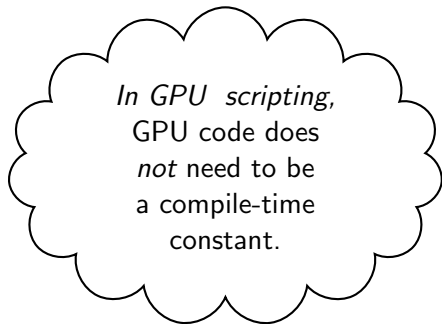 In GPU scripting,
GPU code does
not need to be
a compile-time
constant.